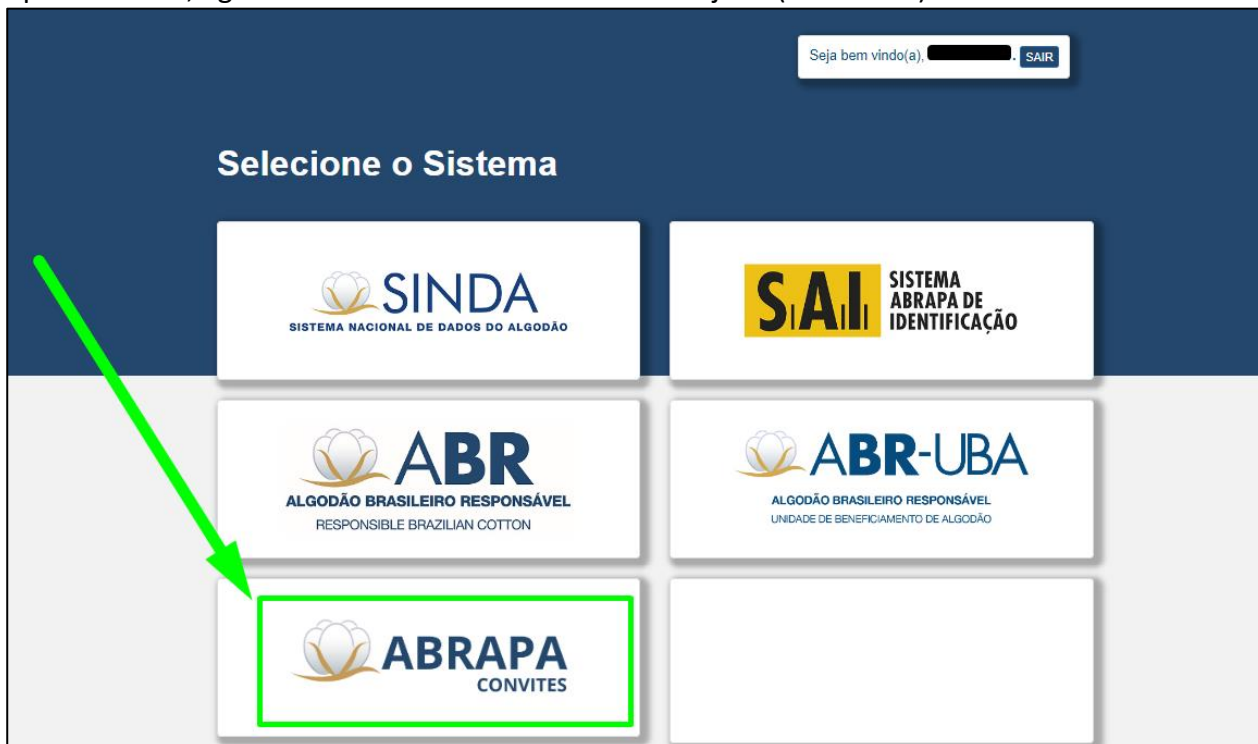 Seja bem vindo(a), . SAIR
Selecione o Sistema
SINDA
SISTEMA NACIONAL DE DADOS DO ALGODÃO
S.A.I.
SISTEMA
ABRAPA DE
IDENTIFICAÇÃO
ABR
ALGODÃO BRASILEIRO RESPONSÁVEL
RESPONSIBLE BRAZILIAN COTTON
ABR-UBA
ALGODÃO BRASILEIRO RESPONSÁVEL
UNIDADE DE BENEFICIAMENTO DE ALGODÃO
ABRAPA
CONVITES